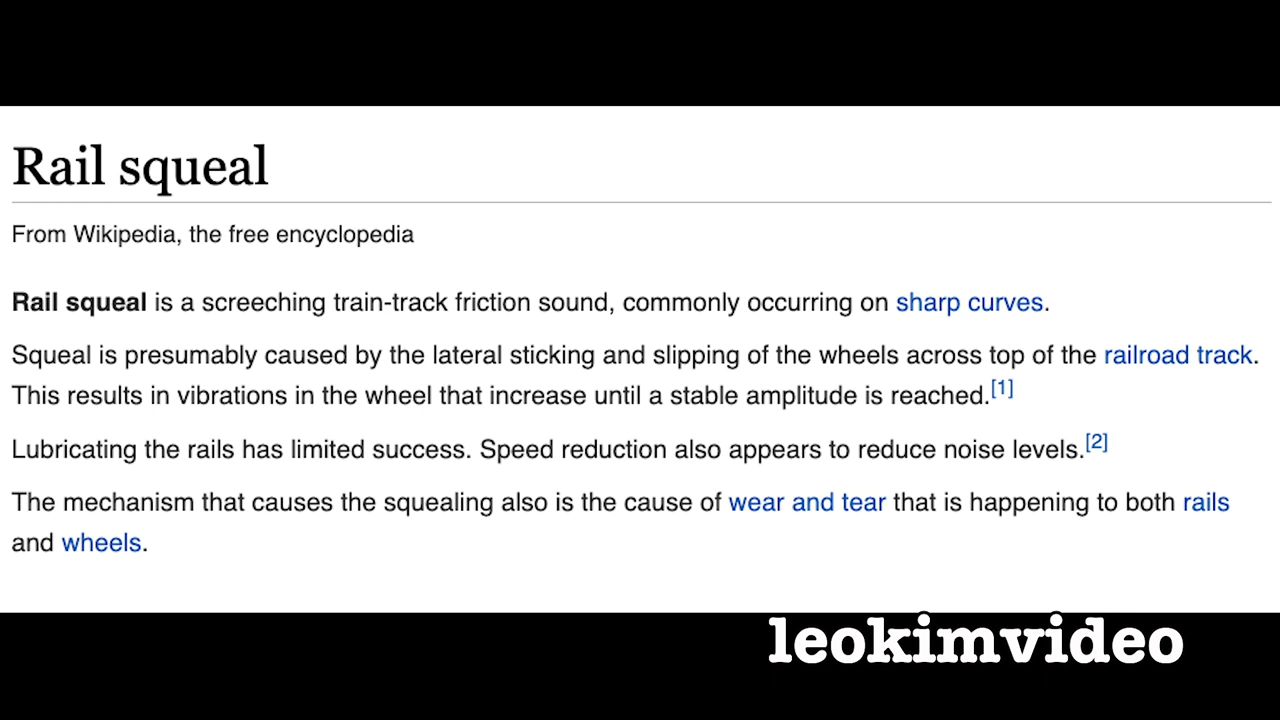 Rail squeal
From Wikipedia, the free encyclopedia
Rail squeal is a screeching train-track friction sound, commonly occurring on sharp curves.
Squeal is presumably caused by the lateral sticking and slipping of the wheels across top of the railroad track.
This results in vibrations in the wheel that increase until a stable amplitude is reached.[1]
Lubricating the rails has limited success. Speed reduction also appears to reduce noise levels.[2]
The mechanism that causes the squealing also is the cause of wear and tear that is happening to both rails
and wheels.
leokimvideo